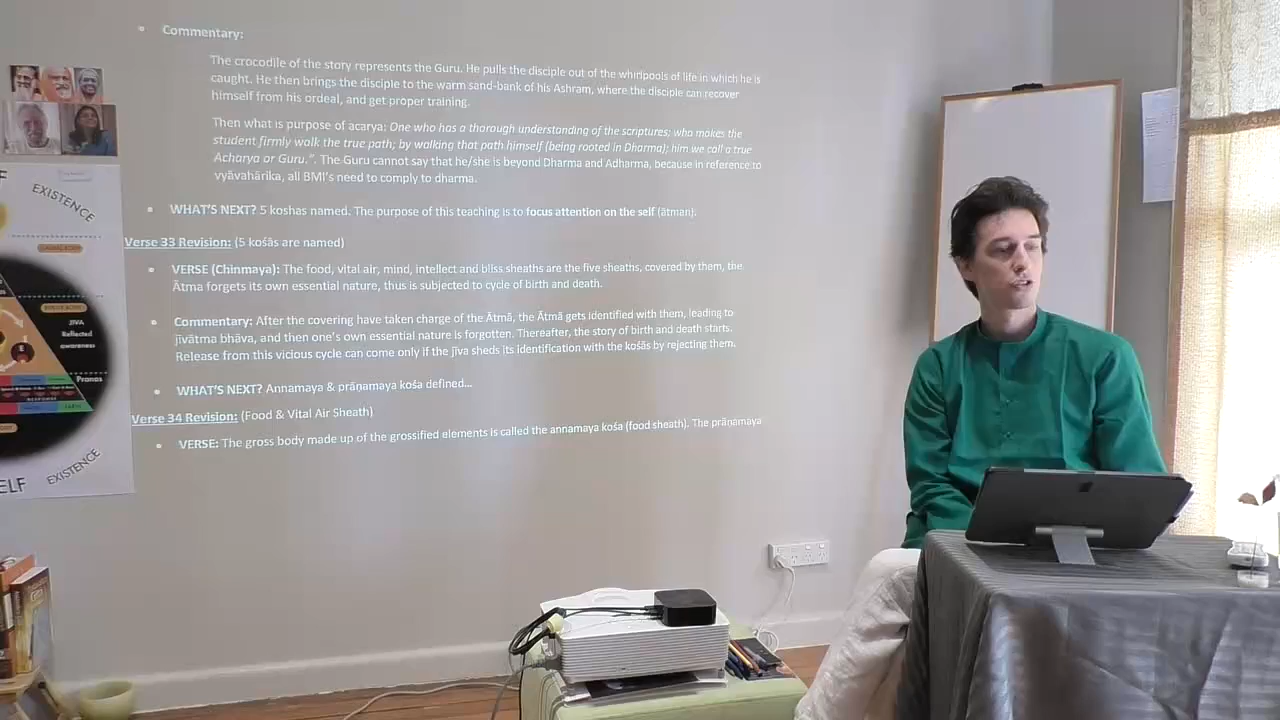 • Commentary:
The crocodile of the story represents the Guru. He pulls the disciple out of the whirlpools of life in which he is
caught. He then brings the disciple to the warm sand-bank of his Ashram, where the disciple can recover
himself from his ordeal, and get proper training.
Then what is purpose of acarya: One who has a thorough understanding of the scriptures; who makes the
student firmly walk the true path; by walking that path himself (being rooted in Dharma); him we call a true
Acharya or Guru.”. The Guru cannot say that he/she is beyond Dharma and Adharma, because in reference to
vyāvahārika, all BMI's need to comply to dharma.
• WHAT'S NEXT? 5 koshas named. The purpose of this teaching is to focus attention on the self (ātman).
Verse 33 Revision: (5 kośās are named)
• VERSE (Chinmaya): The food, vital air, mind, intellect and bliss sheaths are the five sheaths, covered by them, the
Ātma forgets its own essential nature, thus is subjected to cycle of birth and death.
• Commentary: After the covering have taken charge of the Ātmā, the Ātmā gets identified with them, leading to
jīvātma bhāva, and then one's own essential nature is forgotten. Thereafter, the story of birth and death starts.
Release from this vicious cycle can come only if the jīva sheds its identification with the kośās by rejecting them.
• WHAT'S NEXT? Annamaya & prāṇamaya kośa defined...
Verse 34 Revision: (Food & Vital Air Sheath)
• VERSE: The gross body made up of the grossified elements is called the annamaya kośa (food sheath). The prāṇamaya
EXISTENCE
JIVA
Reflected
awareness
E
Pranas
EARTH
ELF
EXISTENCE